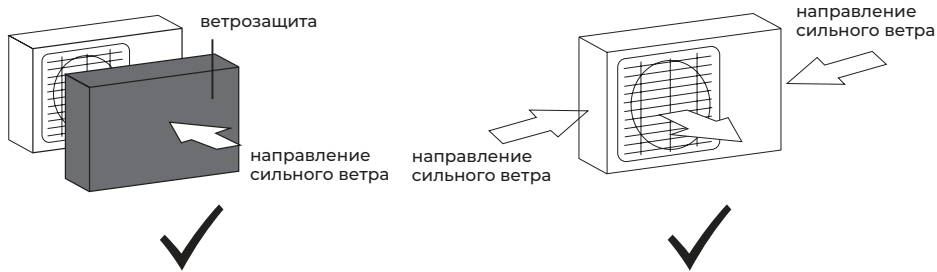 ветрозащита
направление
сильного ветра
направление
сильного ветра
направление
сильного ветра